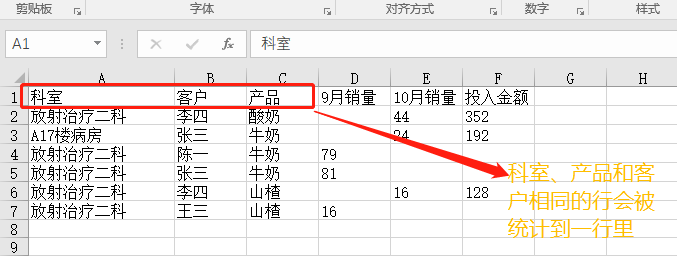 剪贴板 字体 对齐方式 数字 样式
A1 fx 科室
A B C D E F G H
1 科室 客户 产品 9月销量 10月销量 投入金额
2 放射治疗二科 李四 酸奶 44 352
3 A17楼病房 张三 牛奶 24 192
4 放射治疗二科 陈一 牛奶 79
5 放射治疗二科 张三 牛奶 81
6 放射治疗二科 李四 山楂 16 128
7 放射治疗二科 王三 山楂 16
8
9
科室、产品和客
户相同的行会被
统计到一行里